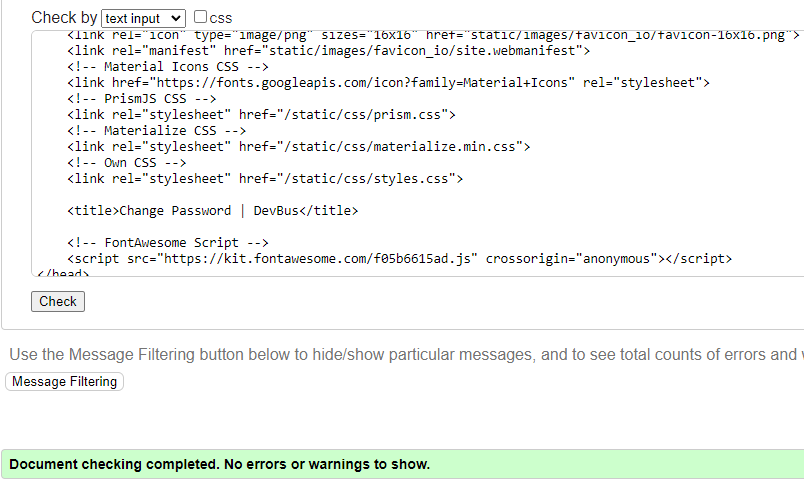 Check by text input css
<link rel="icon" type="image/png" sizes="16x16" href="static/images/favicon_io/favicon-16x16.png">
<link rel="manifest" href="static/images/favicon_io/site.webmanifest">
<!-- Material Icons CSS -->
<link href="https://fonts.googleapis.com/icon?family=Material+Icons" rel="stylesheet">
<!-- PrismJS CSS -->
<link rel="stylesheet" href="/static/css/prism.css">
<!-- Materialize CSS -->
<link rel="stylesheet" href="/static/css/materialize.min.css">
<!-- Own CSS -->
<link rel="stylesheet" href="/static/css/styles.css">
<title>Change Password | DevBus</title>
<!-- FontAwesome Script -->
<script src="https://kit.fontawesome.com/f05b6615ad.js" crossorigin="anonymous"></script>
</head>
Check
Use the Message Filtering button below to hide/show particular messages, and to see total counts of errors and
Message Filtering
Document checking completed. No errors or warnings to show.